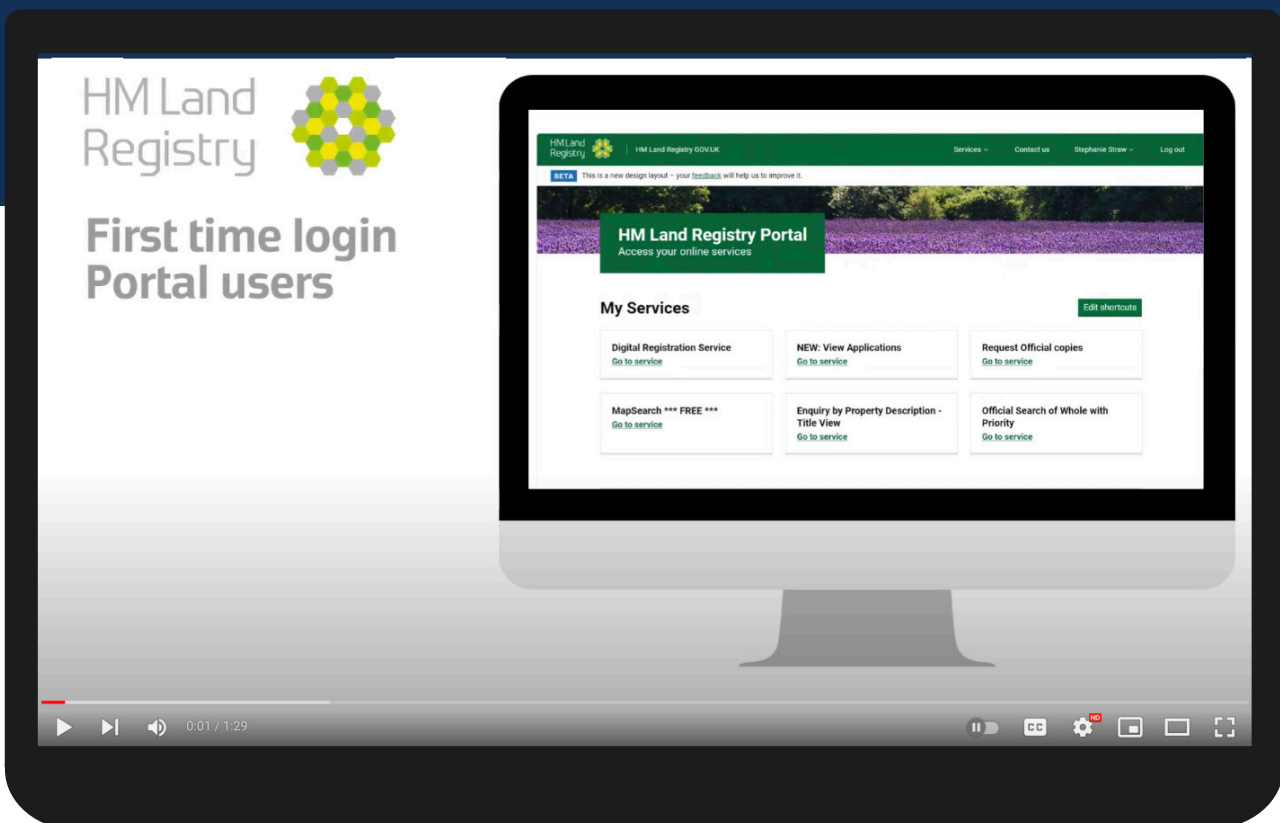 HM Land
Registry
First time login
Portal users
HM Land
Registry
HM Land Registry GOV.UK
Services
Contact us
Stephanie Straw
Log out
BETA This is a new design layout – your feedback will help us to improve it.
HM Land Registry Portal
Access your online services
My Services
Edit shortcuts
Digital Registration Service
Go to service
NEW: View Applications
Go to service
Request Official copies
Go to service
MapSearch *** FREE ***
Go to service
Enquiry by Property Description -
Title View
Go to service
Official Search of Whole with
Priority
Go to service
0:01 / 1:29
CC
HD